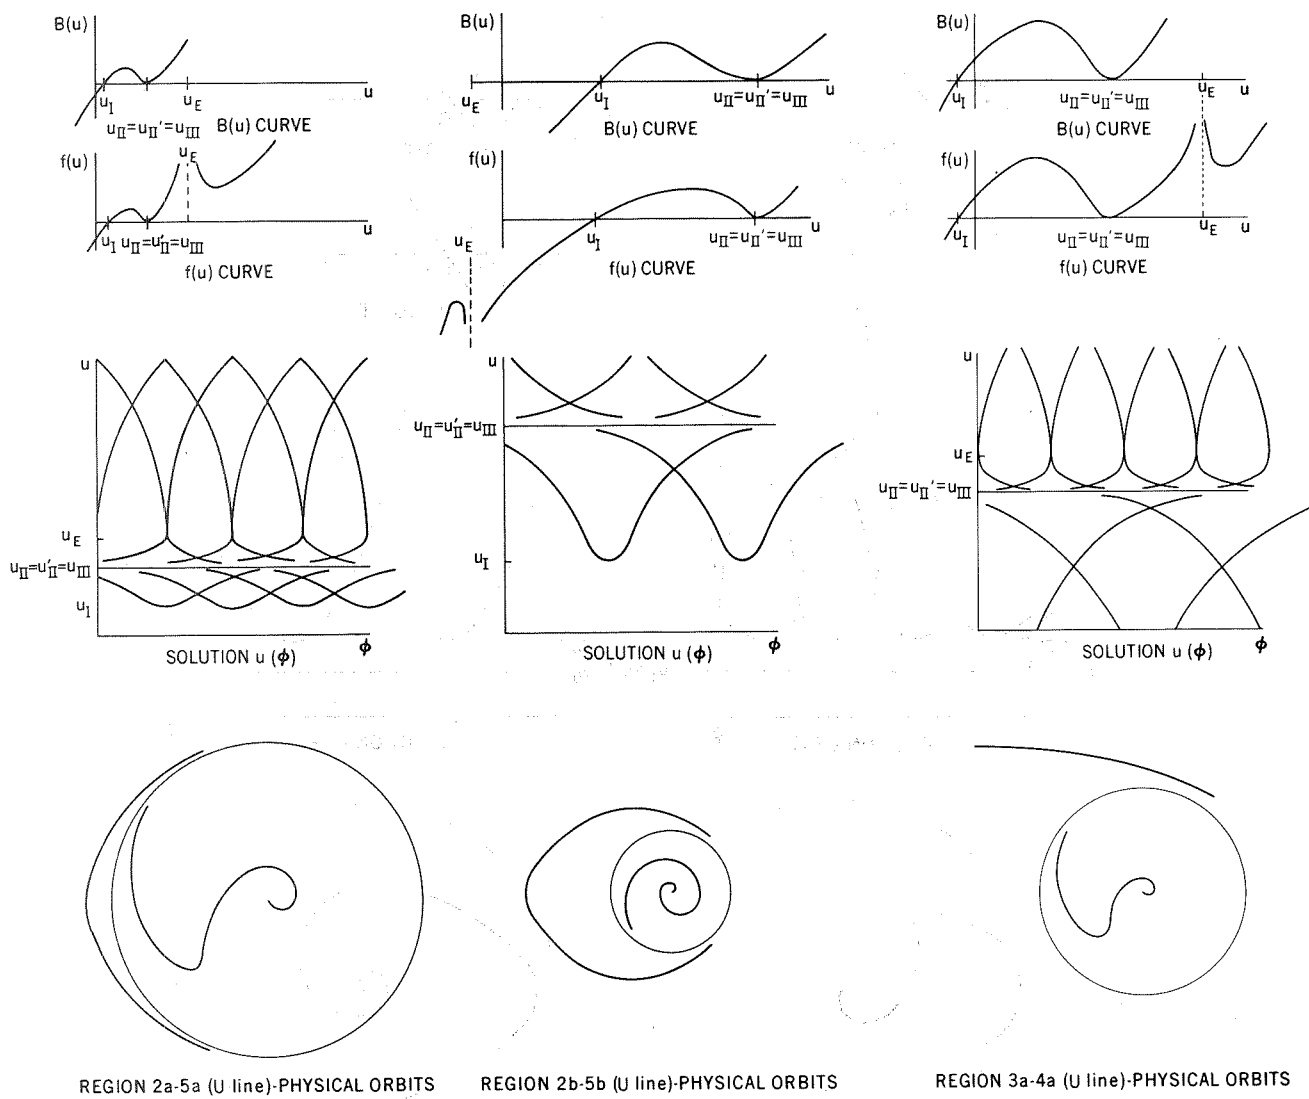 B(u)
u_I
u_E
u
u_II=u_II'=u_III
B(u) CURVE
f(u)
u_E
u_I u_II=u_II'=u_III
u
f(u) CURVE
u
u_E
u_II=u_II'=u_III
u_I
SOLUTION u (ϕ)
ϕ
REGION 2a-5a (U line)-PHYSICAL ORBITS
B(u)
u_E
u_I
u_II=u_II'=u_III
u
B(u) CURVE
f(u)
u_E
u_I
u_II=u_II'=u_III
u
f(u) CURVE
u
u_II=u_II'=u_III
u_I
SOLUTION u (ϕ)
ϕ
REGION 2b-5b (U line)-PHYSICAL ORBITS
B(u)
u_I
u_II=u_II'=u_III
u_E
u
B(u) CURVE
f(u)
u_I
u_II=u_II'=u_III
u_E
u
f(u) CURVE
u
u_E
u_II=u_II'=u_III
SOLUTION u (ϕ)
ϕ
REGION 3a-4a (U line)-PHYSICAL ORBITS